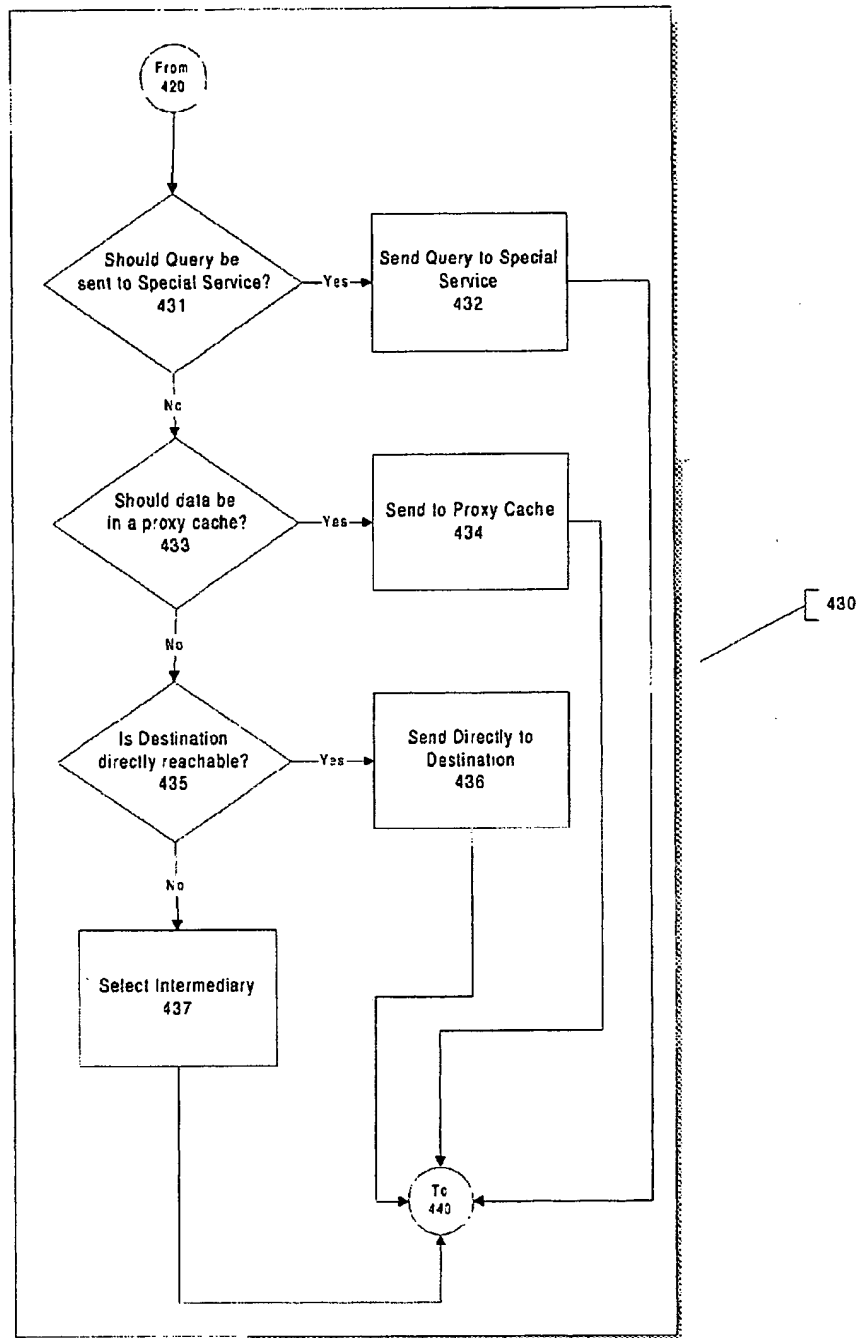 From
420
Should Query be
sent to Special Service?
431
Yes
Send Query to Special
Service
432
No
Should data be
in a proxy cache?
433
Yes
Send to Proxy Cache
434
430
No
Is Destination
directly reachable?
435
Yes
Send Directly to
Destination
436
No
Select Intermediary
437
To
440